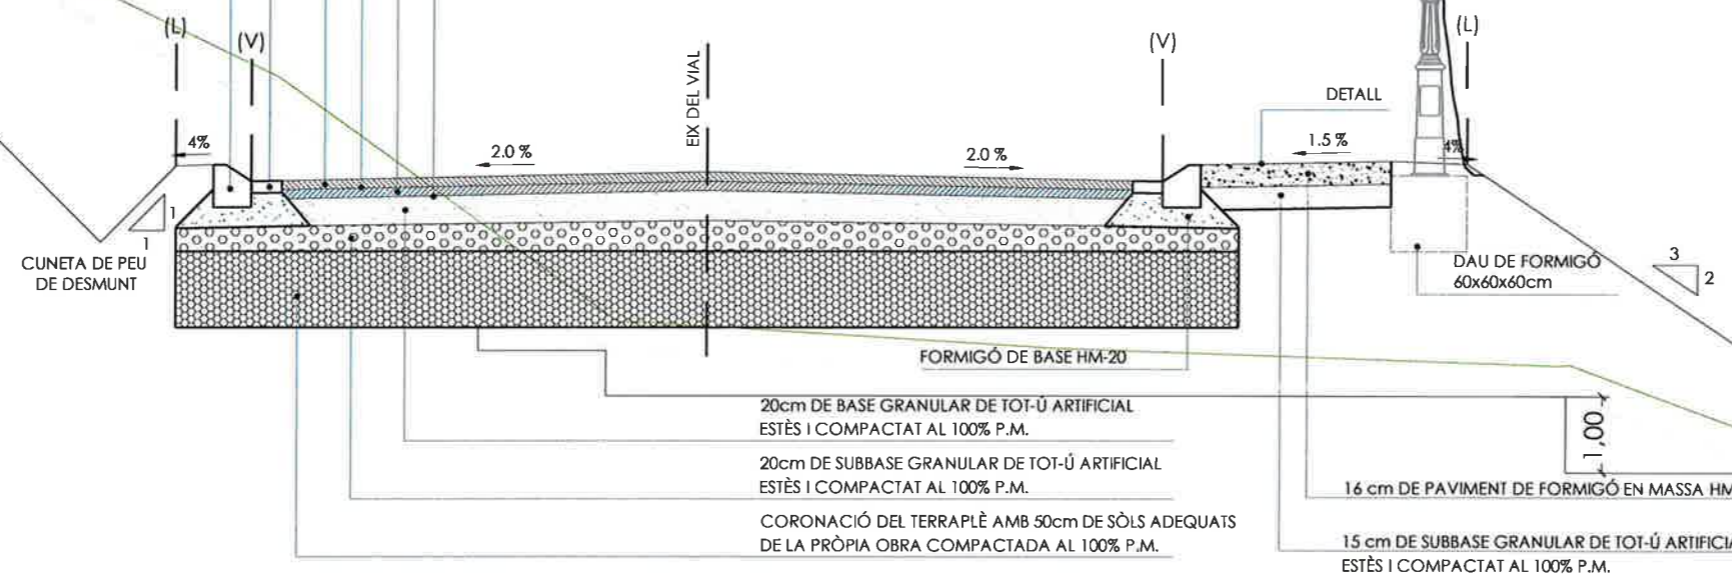 (L)
(V)
EIX DEL VIAL
(V)
(L)
DETALL
4%
2.0 %
2.0 %
1.5 %
4%
1
1
CUNETA DE PEU
DE DESMUNT
DAU DE FORMIGÓ
60x60x60cm
3
2
FORMIGÓ DE BASE HM-20
20cm DE BASE GRANULAR DE TOT-Ú ARTIFICIAL
ESTÈS I COMPACTAT AL 100% P.M.
1,00
20cm DE SUBBASE GRANULAR DE TOT-Ú ARTIFICIAL
ESTÈS I COMPACTAT AL 100% P.M.
16 cm DE PAVIMENT DE FORMIGÓ EN MASSA HM
CORONACIÓ DEL TERRAPLÈ AMB 50cm DE SÒLS ADEQUATS
DE LA PRÒPIA OBRA COMPACTADA AL 100% P.M.
15 cm DE SUBBASE GRANULAR DE TOT-Ú
ESTÈS I COMPACTAT AL 100% P.M.